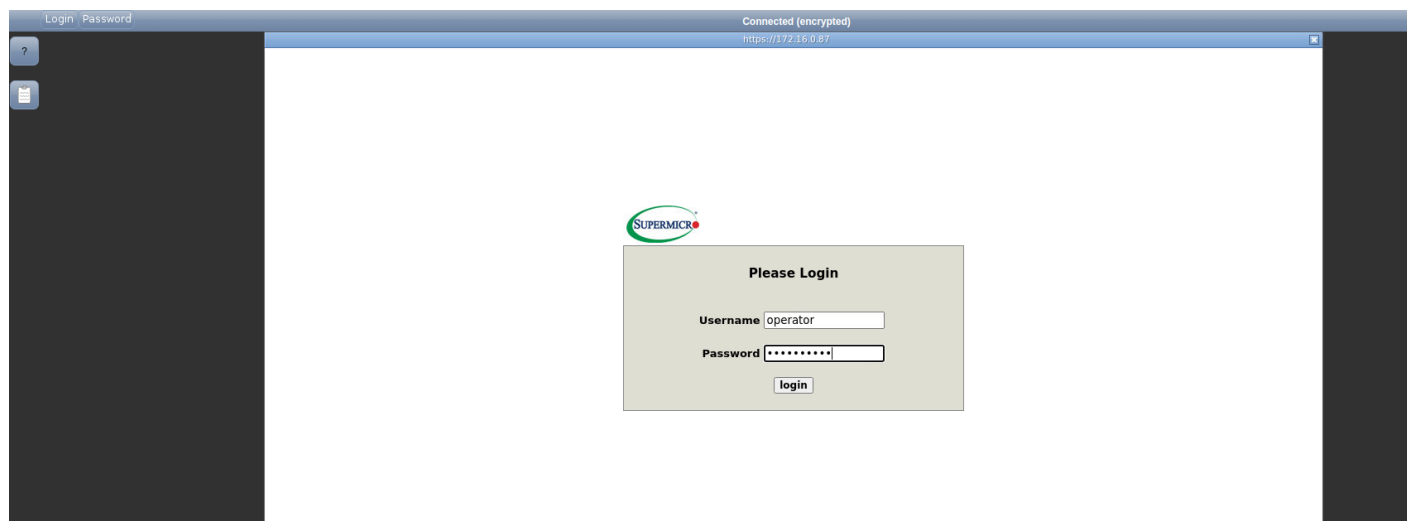 Login Password
Connected (encrypted)
https://172.16.0.87
?
SUPERMICRO
Please Login
Username operator
Password ••••••••••
login